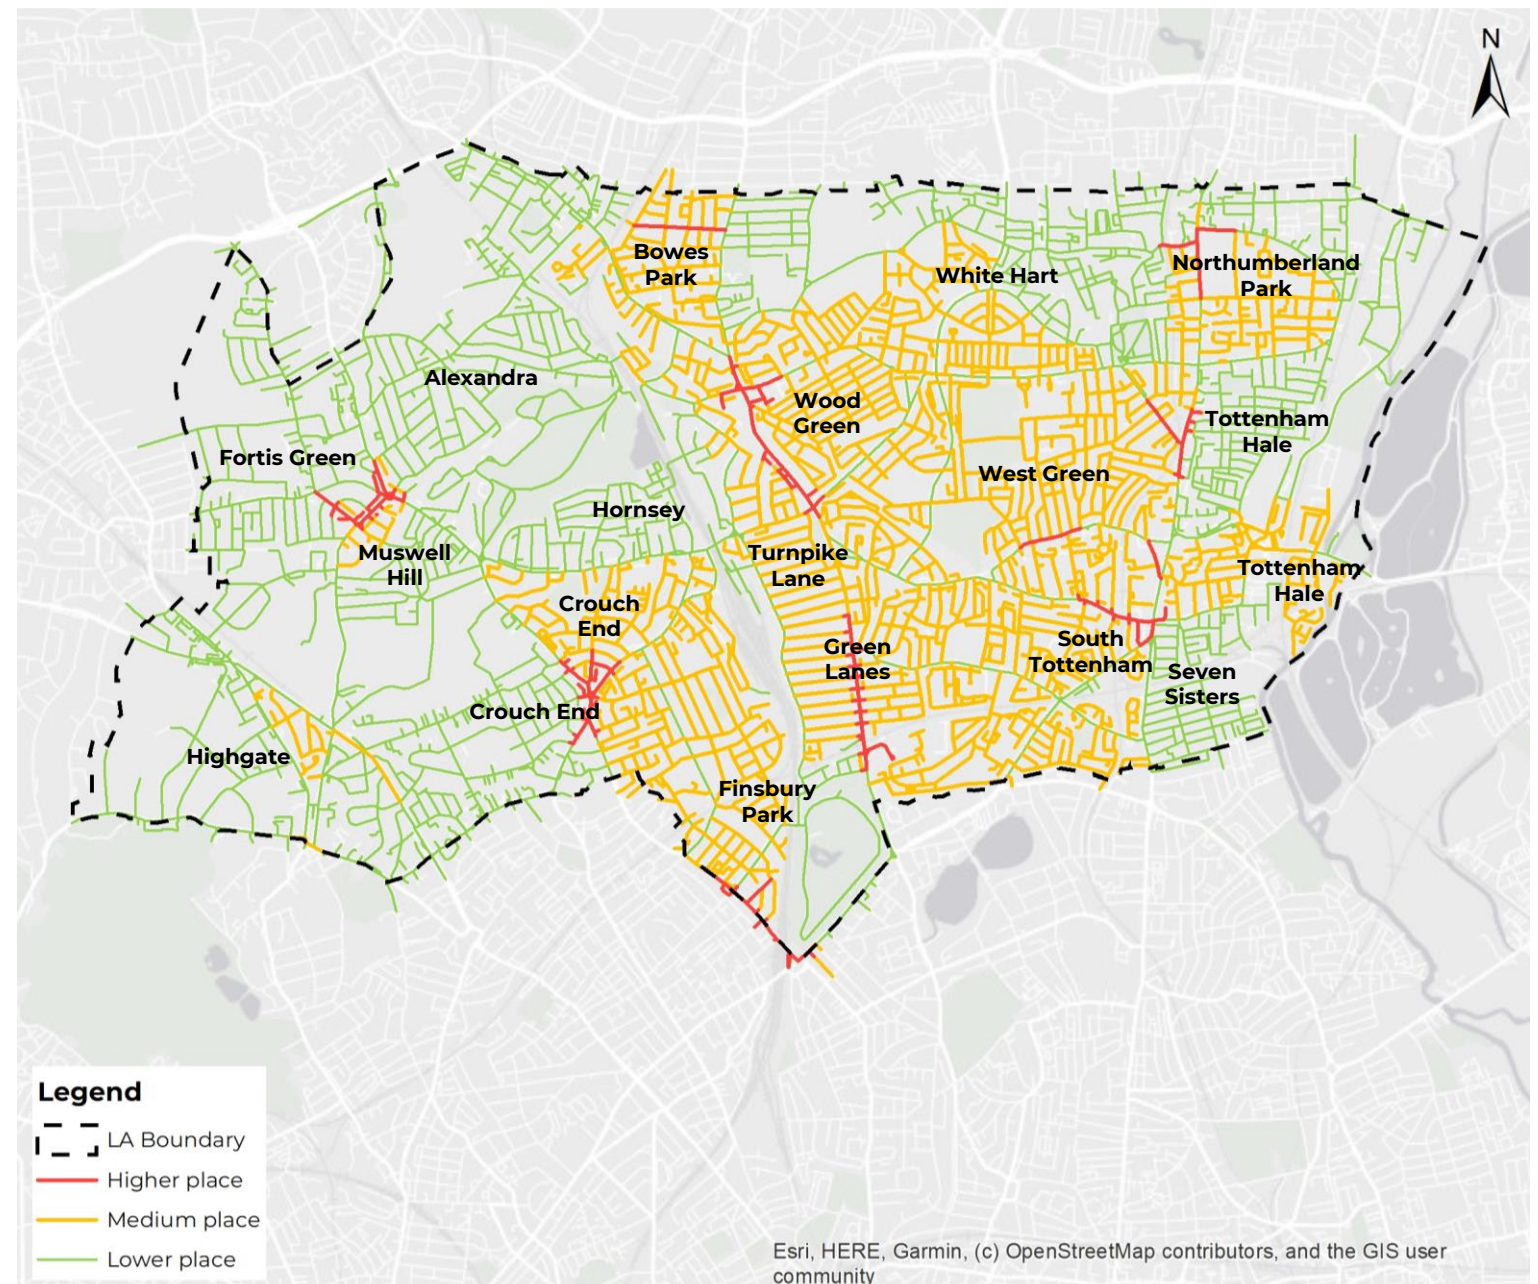 N
Bowes
Park
White Hart
Northumberland
Park
Alexandra
Wood
Green
Tottenham
Hale
Fortis Green
West Green
Hornsey
Muswell
Hill
Turnpike
Lane
Tottenham
Hale
Crouch
End
Green
Lanes
South
Tottenham
Seven
Sisters
Crouch End
Highgate
Finsbury
Park
Legend
LA Boundary
Higher place
Medium place
Lower place
Esri, HERE, Garmin, (c) OpenStreetMap contributors, and the GIS user
community